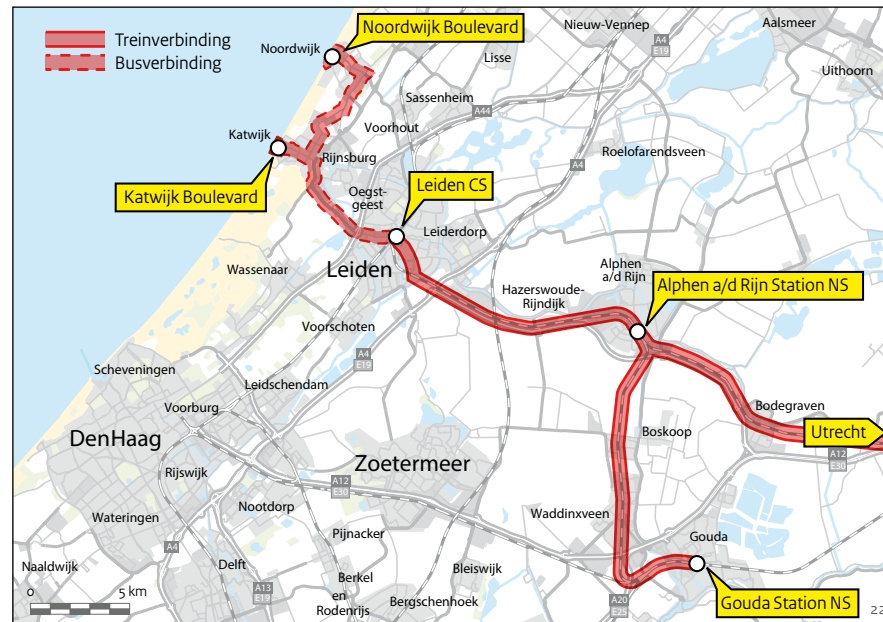 Treinverbinding
Busverbinding
Noordwijk
Noordwijk Boulevard
Nieuw-Vennep
A4
E19
Aalsmeer
Lisse
Uithoorn
Sassenheim
A44
Katwijk
Voorhout
Rijnsburg
A4
Roelofarendsveen
Katwijk Boulevard
Oegst-
geest
Leiden CS
Leiderdorp
Wassenaar
Leiden
Alphen
a/d Rijn
Hazerswoude-
Rijndijk
Alphen a/d Rijn Station NS
Voorschoten
A4
E19
Scheveningen
Leidschendam
Voorburg
Bodegraven
DenHaag
Boskoop
Utrecht
A12
E30
Zoetermeer
Rijswijk
A12
E30
Nootdorp
Wateringen
Waddinxveen
Pijnacker
Gouda
A4
Naaldwijk
Delft
Bleiswijk
0
5 km
A13
E19
Berkel
en
Rodenrijs
Bergschenhoek
A20
E25
Gouda Station NS
22